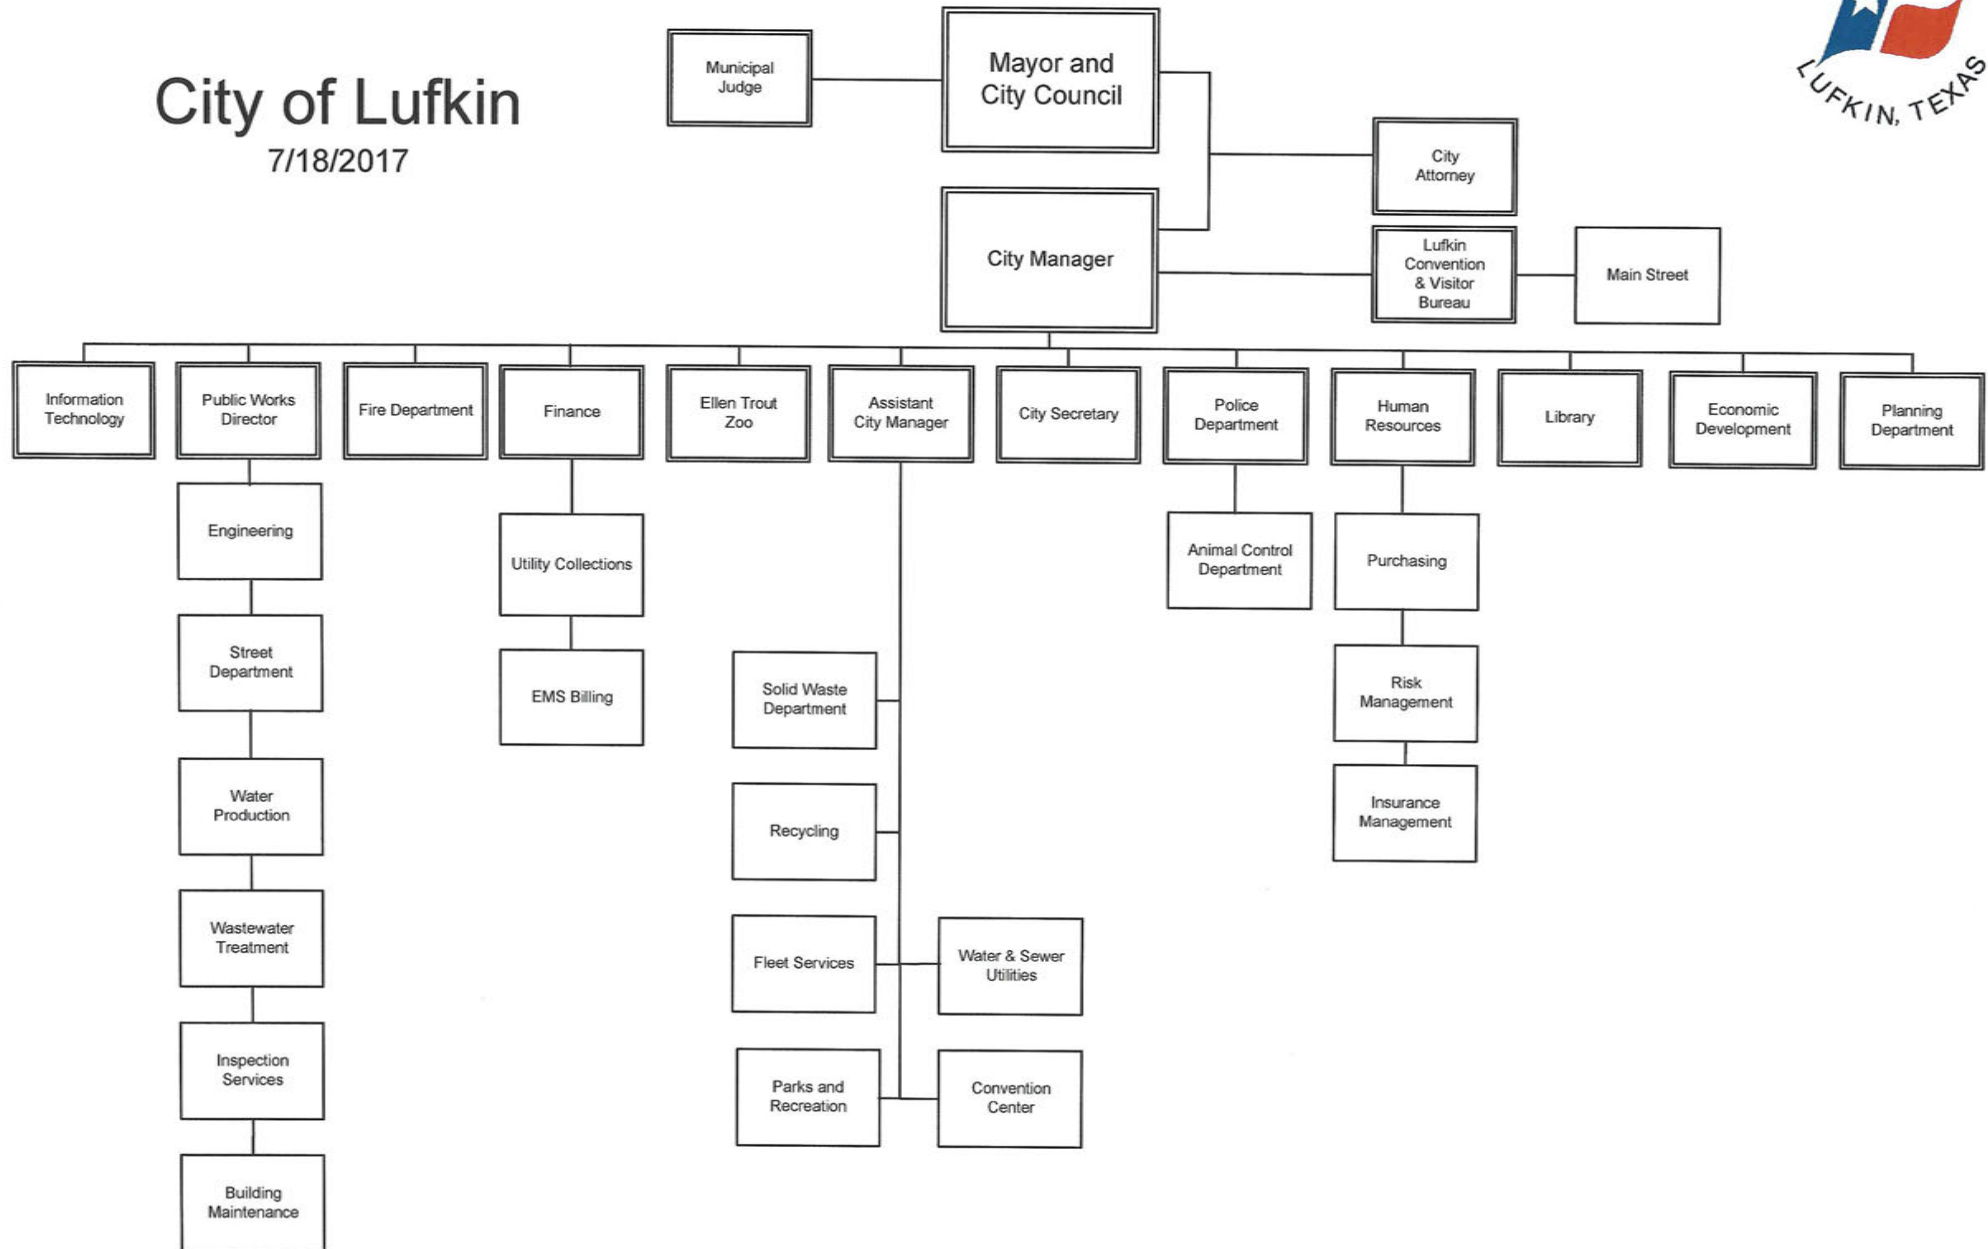 City of Lufkin
7/18/2017
Municipal
Judge
Mayor and
City Council
LUFKIN, TEXAS
City
Attorney
City Manager
Lufkin
Convention
& Visitor
Bureau
Main Street
Information
Technology
Public Works
Director
Fire Department
Finance
Ellen Trout
Zoo
Assistant
City Manager
City Secretary
Police
Department
Human
Resources
Library
Economic
Development
Planning
Department
Engineering
Utility Collections
Animal Control
Department
Purchasing
Street
Department
EMS Billing
Solid Waste
Department
Risk
Management
Water
Production
Recycling
Insurance
Management
Wastewater
Treatment
Fleet Services
Water & Sewer
Utilities
Inspection
Services
Parks and
Recreation
Convention
Center
Building
Maintenance